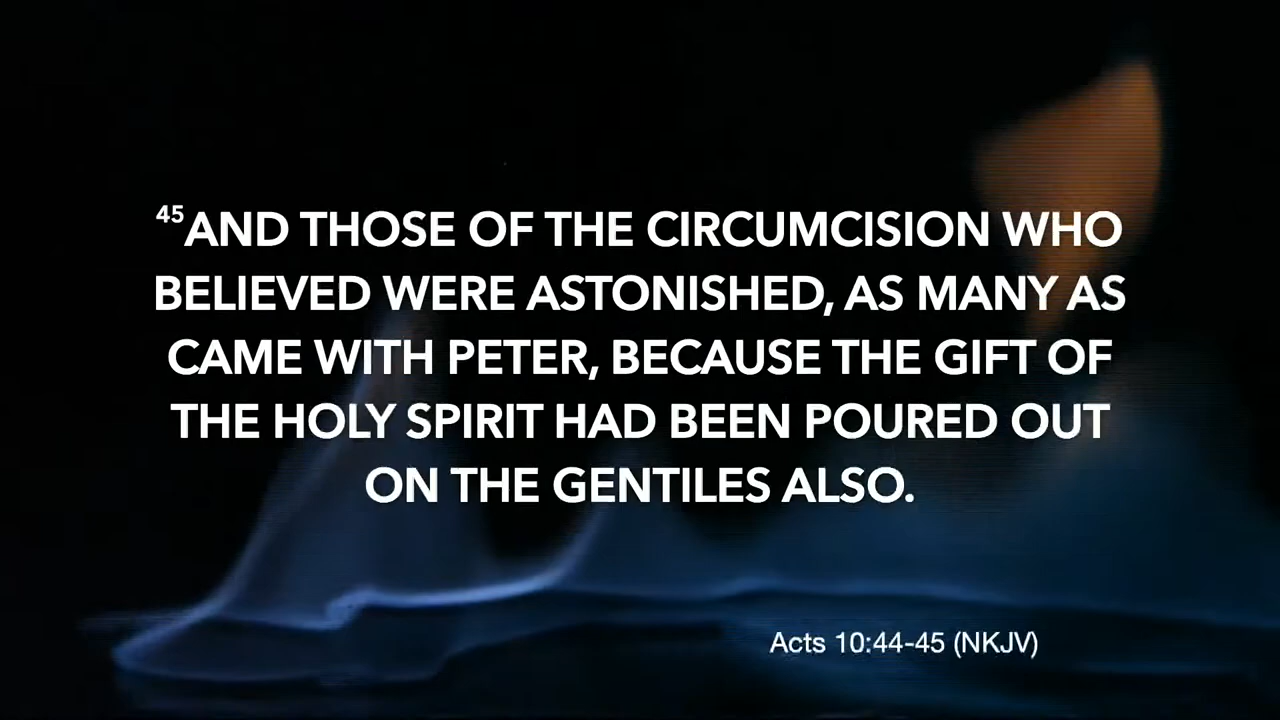 45AND THOSE OF THE CIRCUMCISION WHO
BELIEVED WERE ASTONISHED, AS MANY AS
CAME WITH PETER, BECAUSE THE GIFT OF
THE HOLY SPIRIT HAD BEEN POURED OUT
ON THE GENTILES ALSO.
Acts 10:44-45 (NKJV)